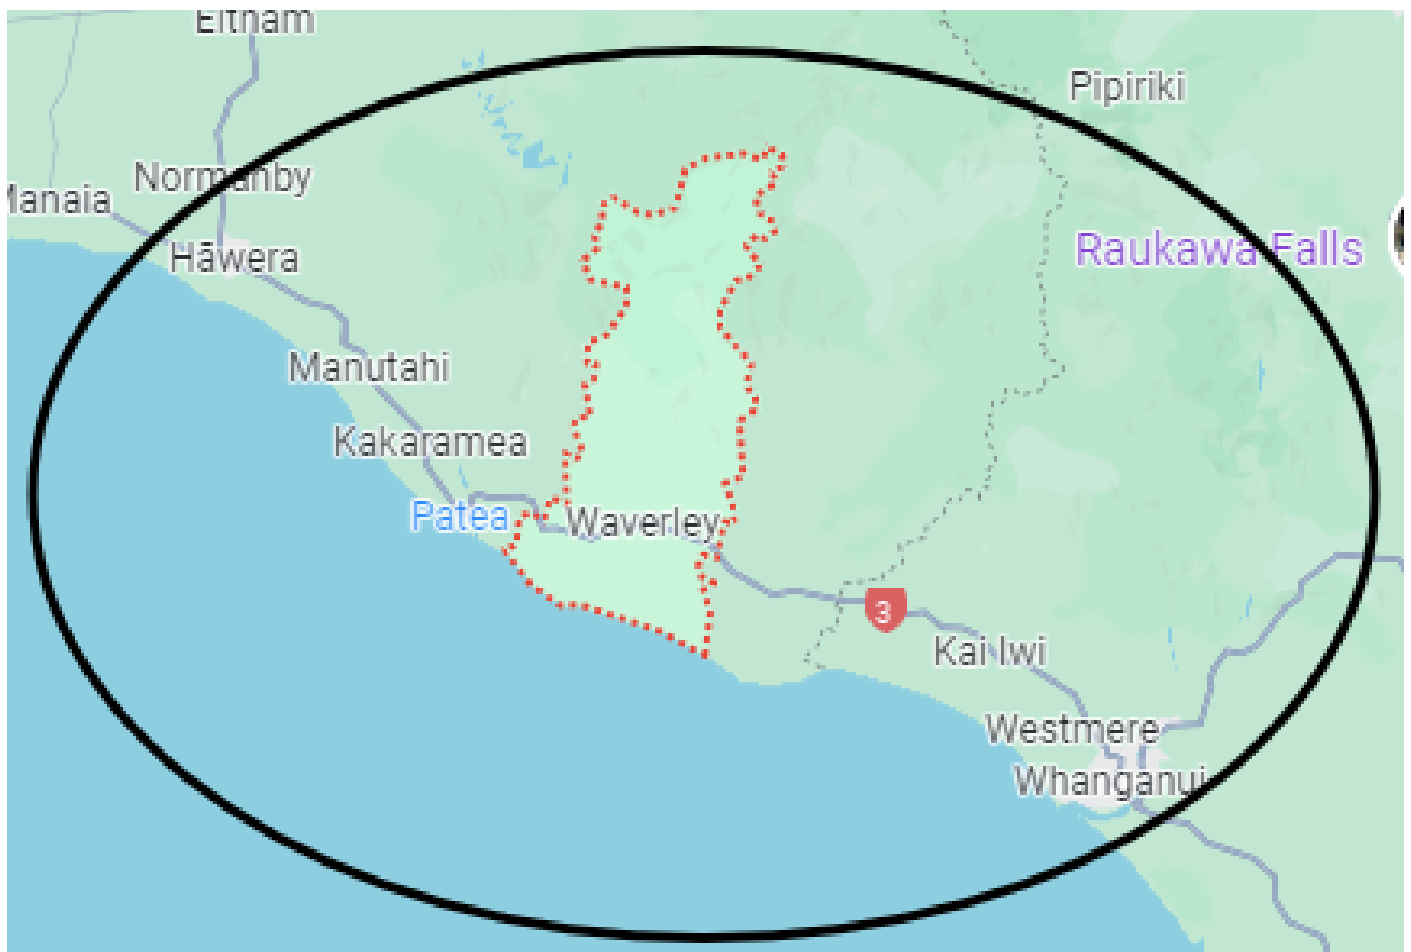 Eltham
Pipiriki
Normanby
Manaia
Raukawa Falls
Hāwera
Manutahi
Kakaramea
Patea
Waverley
3
Kai Iwi
Westmere
Whanganui